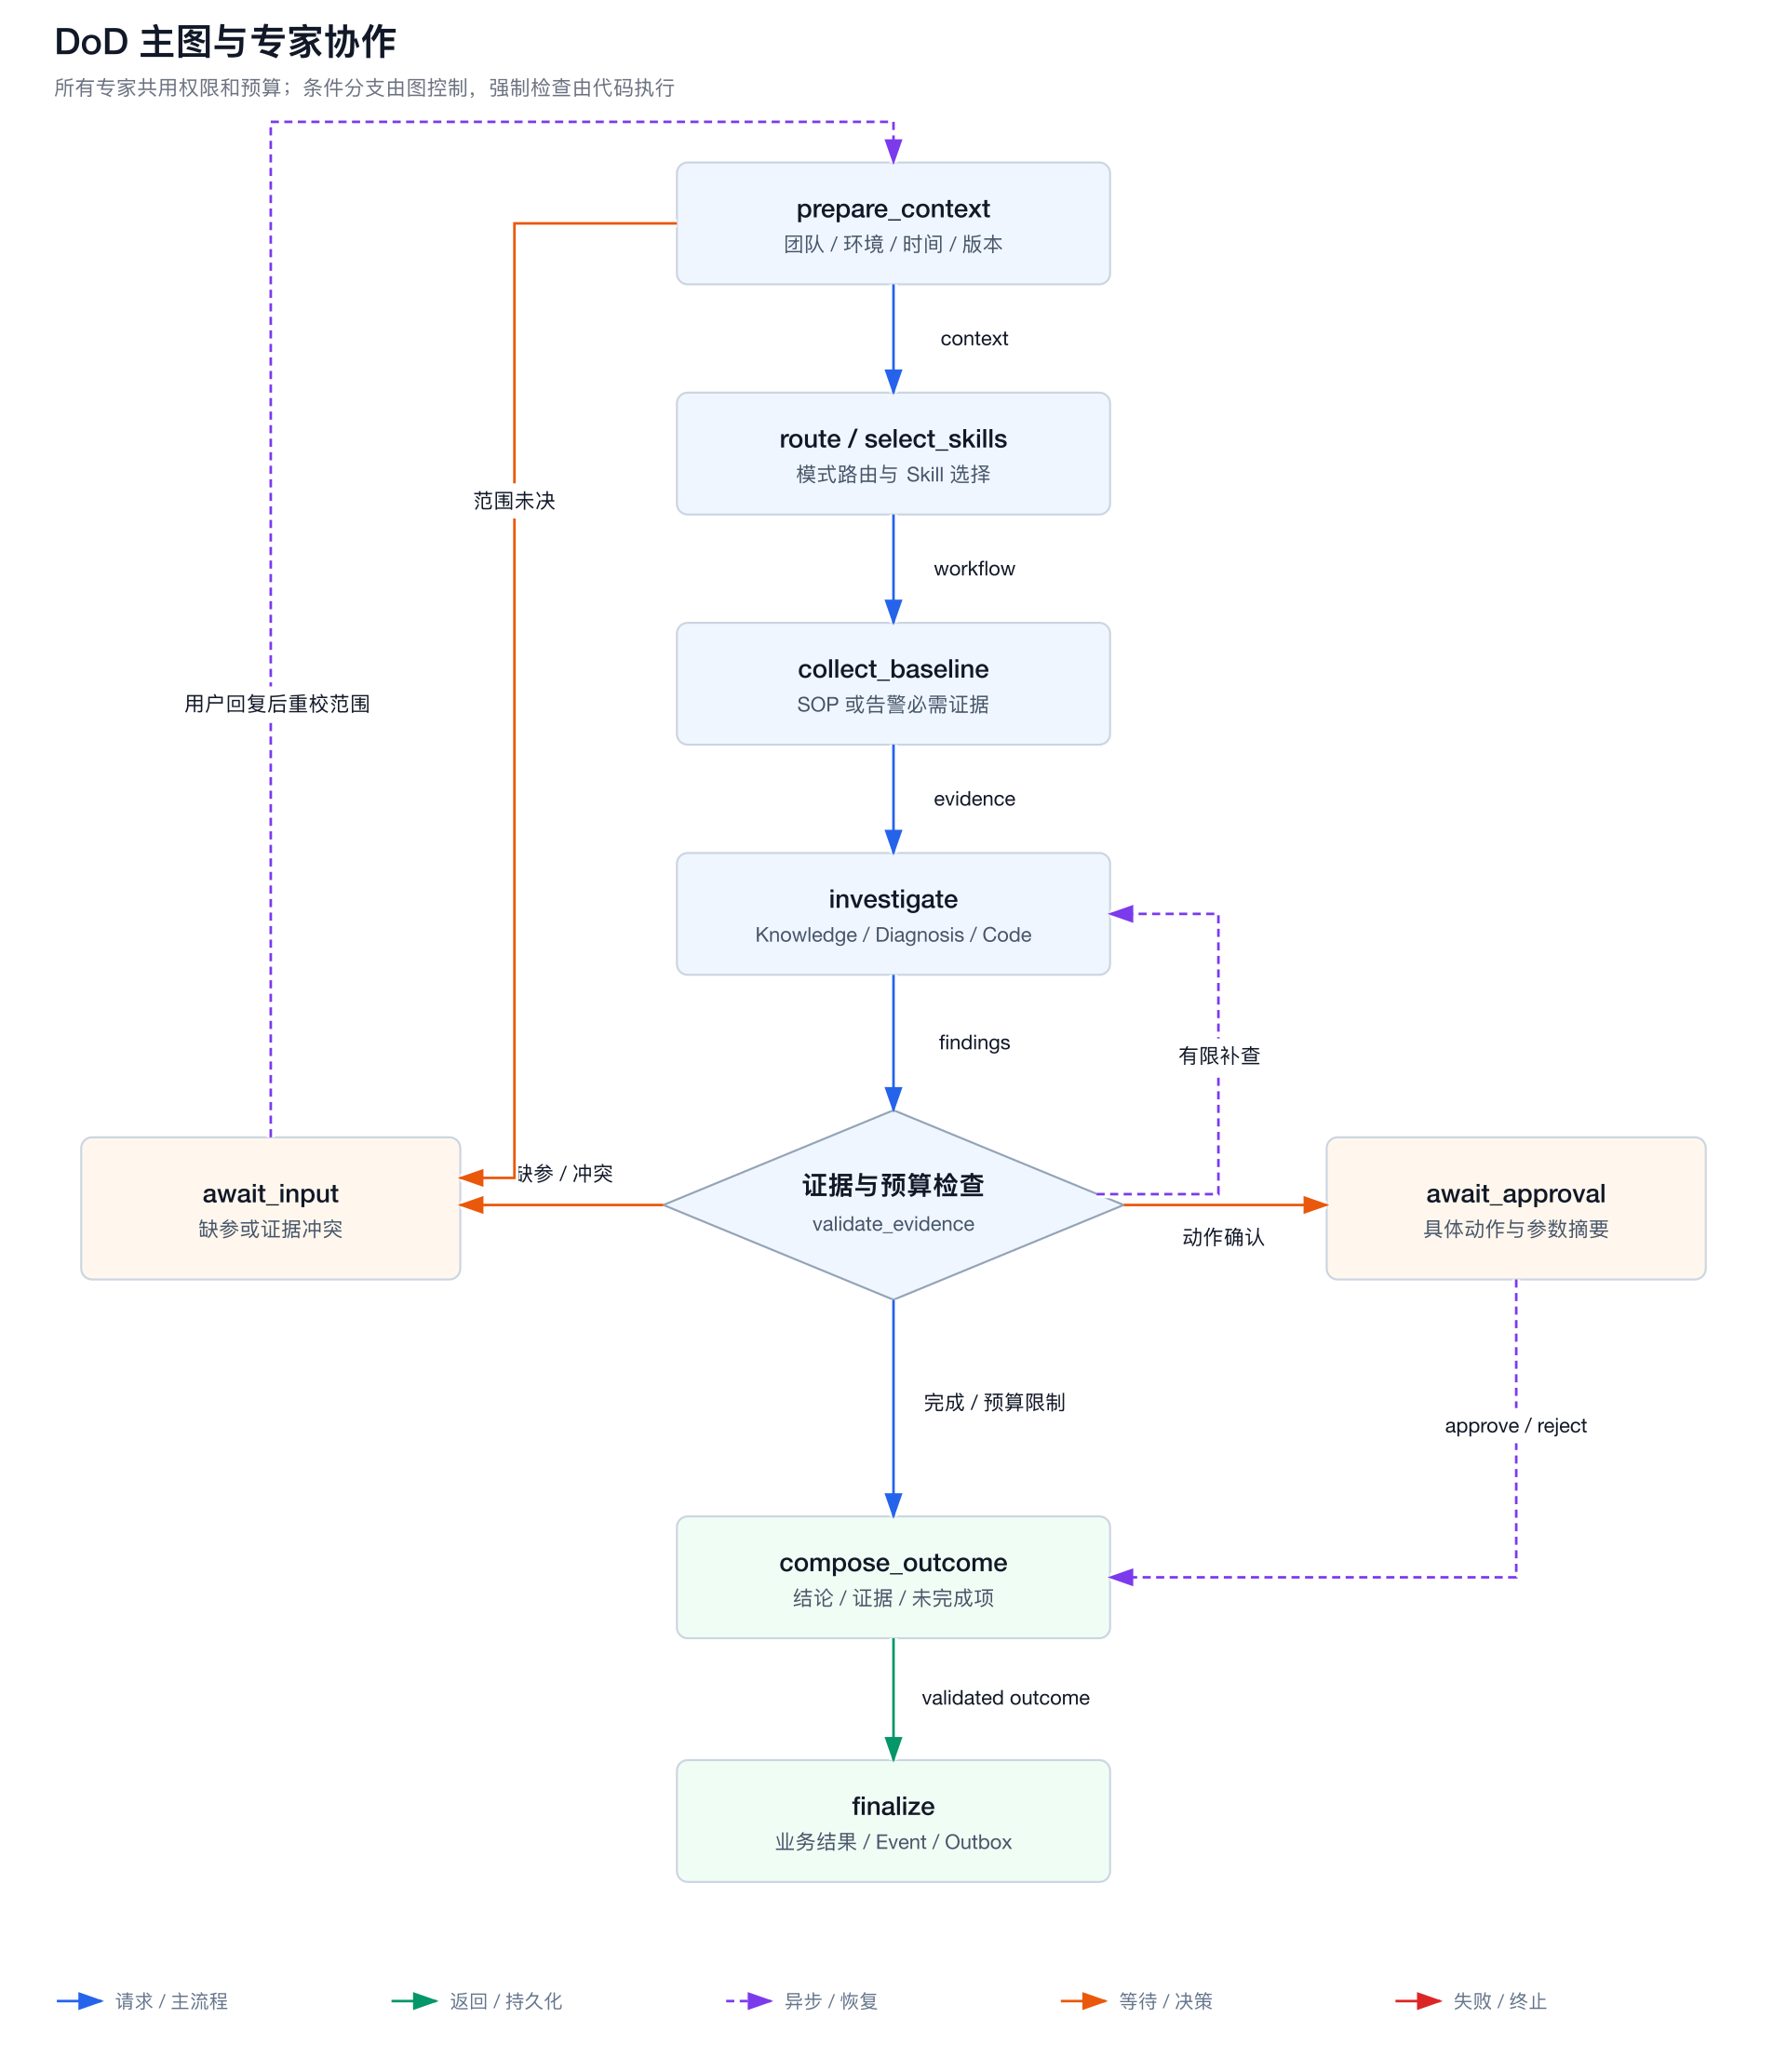 DoD 主图与专家协作
所有专家共用权限和预算；条件分支由图控制，强制检查由代码执行
prepare_context
团队 / 环境 / 时间 / 版本
context
route / select_skills
模式路由与 Skill 选择
范围未决
workflow
collect_baseline
SOP 或告警必需证据
用户回复后重校范围
evidence
investigate
Knowledge / Diagnosis / Code
findings
有限补查
缺参 / 冲突
证据与预算检查
validate_evidence
await_input
缺参或证据冲突
await_approval
具体动作与参数摘要
动作确认
完成 / 预算限制
approve / reject
compose_outcome
结论 / 证据 / 未完成项
validated outcome
finalize
业务结果 / Event / Outbox
请求 / 主流程
返回 / 持久化
异步 / 恢复
等待 / 决策
失败 / 终止